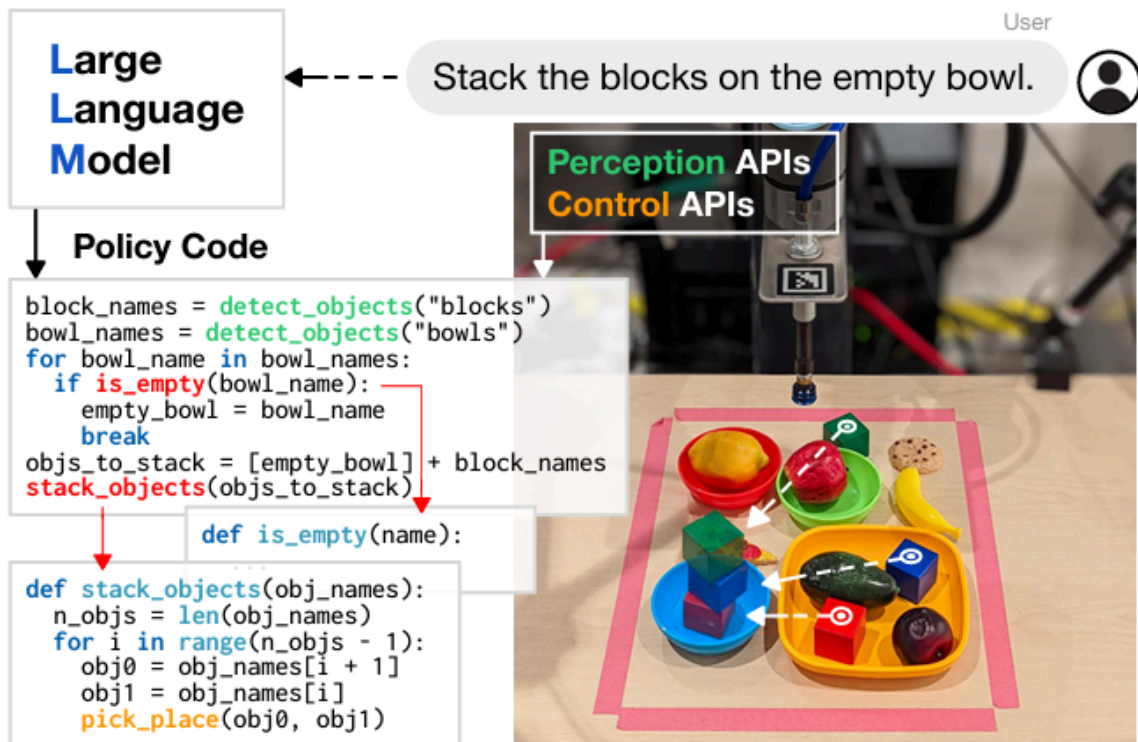 User
Stack the blocks on the empty bowl.
Large
Language
Model
Perception APIs
Control APIs
Policy Code
block_names = detect_objects("blocks")
bowl_names = detect_objects("bowls")
for bowl_name in bowl_names:
  if is_empty(bowl_name):
    empty_bowl = bowl_name
    break
objs_to_stack = [empty_bowl] + block_names
stack_objects(objs_to_stack)
def is_empty(name):
...
def stack_objects(obj_names):
  n_objs = len(obj_names)
  for i in range(n_objs - 1):
    obj0 = obj_names[i + 1]
    obj1 = obj_names[i]
    pick_place(obj0, obj1)